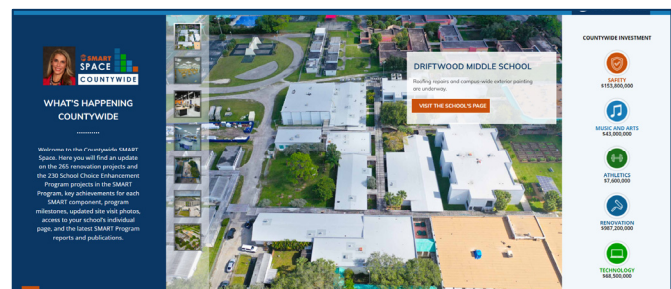 SMART
SPACE
COUNTYWIDE
WHAT'S HAPPENING
COUNTYWIDE
Welcome to the Countywide SMART
Space. Here you will find an update
on the 265 renovation projects and
the 230 School Choice Enhancement
Program projects in the SMART
Program, key achievements for each
SMART component, program
milestones, updated site visit photos,
access to your school's individual
page, and the latest SMART Program
reports and publications.
DRIFTWOOD MIDDLE SCHOOL
Roofing repairs and campus-wide exterior painting
are underway.
VISIT THE SCHOOL'S PAGE
COUNTYWIDE INVESTMENT
SAFETY
$153,800,000
MUSIC AND ARTS
$43,000,000
ATHLETICS
$7,600,000
RENOVATION
$987,200,000
TECHNOLOGY
$68,500,000